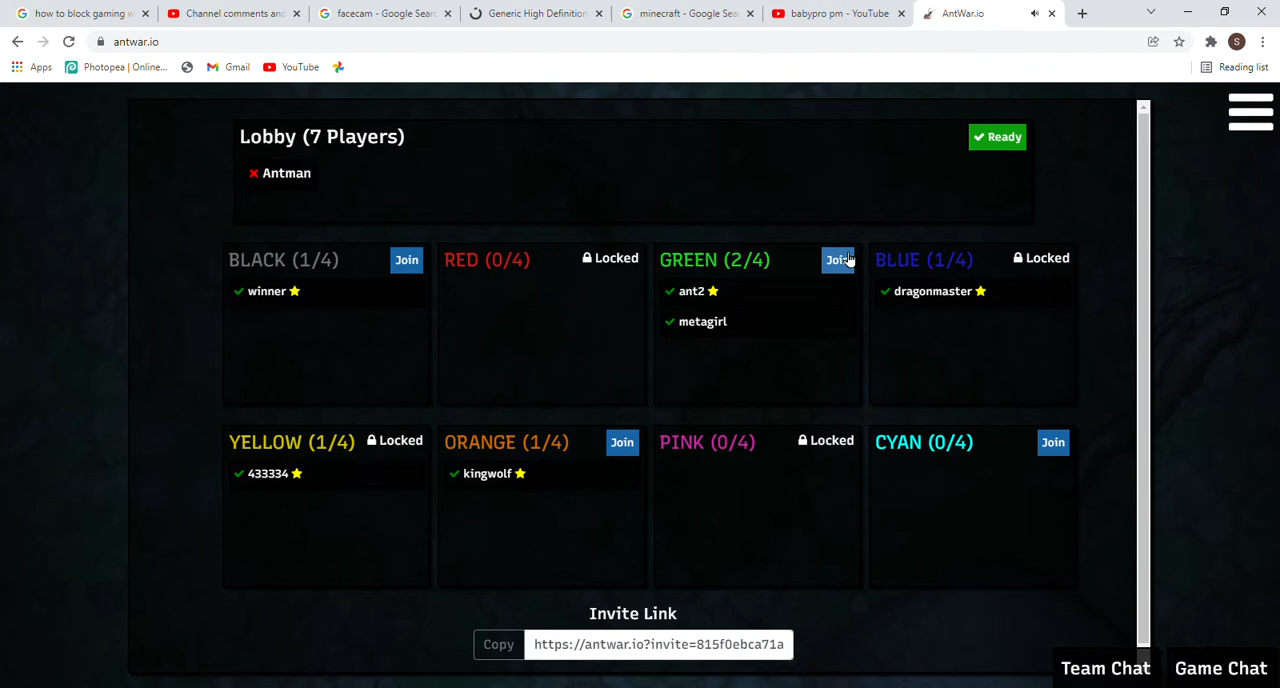 how to block gaming w
Channel comments and
facecam - Google Sear
Generic High Definition
minecraft - Google Sea
babypro pm - YouTube
AntWar.io
antwar.io
S
Apps
Photopea | Online...
Gmail
YouTube
Reading list
Lobby (7 Players)
Ready
Antman
BLACK (1/4)
Join
RED (0/4)
Locked
GREEN (2/4)
Join
BLUE (1/4)
Locked
winner
ant2
dragonmaster
metagirl
YELLOW (1/4)
Locked
ORANGE (1/4)
Join
PINK (0/4)
Locked
CYAN (0/4)
Join
433334
kingwolf
Invite Link
Copy
https://antwar.io?invite=815f0ebca71a
Team Chat
Game Chat